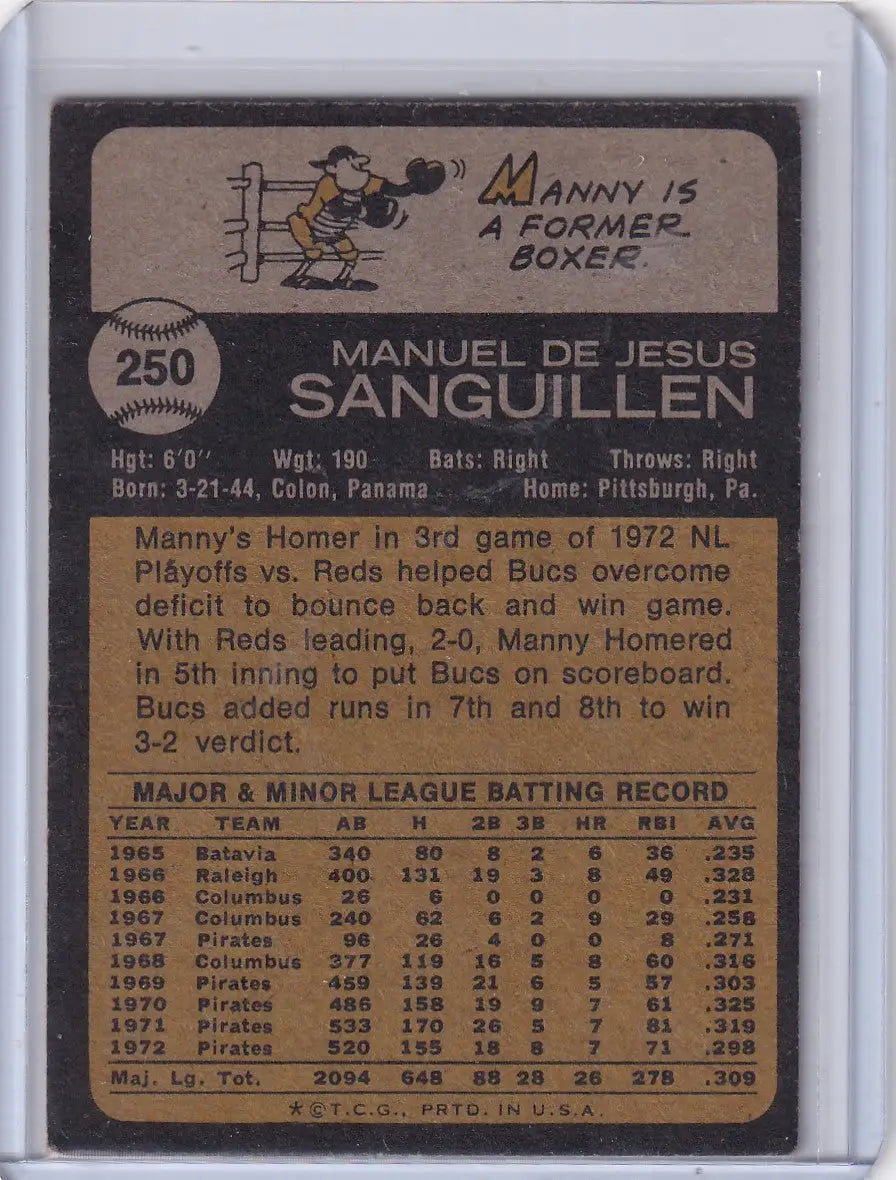 MANNY IS
A FORMER
BOXER.
250
MANUEL DE JESUS
SANGUILLEN
Hgt: 6'0" Wgt: 190 Bats: Right Throws: Right
Born: 3-21-44, Colon, Panama Home: Pittsburgh, Pa.
Manny's Homer in 3rd game of 1972 NL
Playoffs vs. Reds helped Bucs overcome
deficit to bounce back and win game.
With Reds leading, 2-0, Manny Homered
in 5th inning to put Bucs on scoreboard.
Bucs added runs in 7th and 8th to win
3-2 verdict.
MAJOR & MINOR LEAGUE BATTING RECORD
YEAR TEAM AB H 2B 3B HR RBI AVG
1965 Batavia 340 80 8 2 6 36 .235
1966 Raleigh 400 131 19 3 8 49 .328
1966 Columbus 26 6 0 0 0 0 .231
1967 Columbus 240 62 6 2 9 29 .258
1967 Pirates 96 26 4 0 0 8 .271
1968 Columbus 377 119 16 5 8 60 .316
1969 Pirates 459 139 21 6 5 57 .303
1970 Pirates 486 158 19 9 7 61 .325
1971 Pirates 533 170 26 5 7 81 .319
1972 Pirates 520 155 18 8 7 71 .298
Maj. Lg. Tot. 2094 648 88 28 26 278 .309
*©T.C.G., PRTD. IN U.S.A.